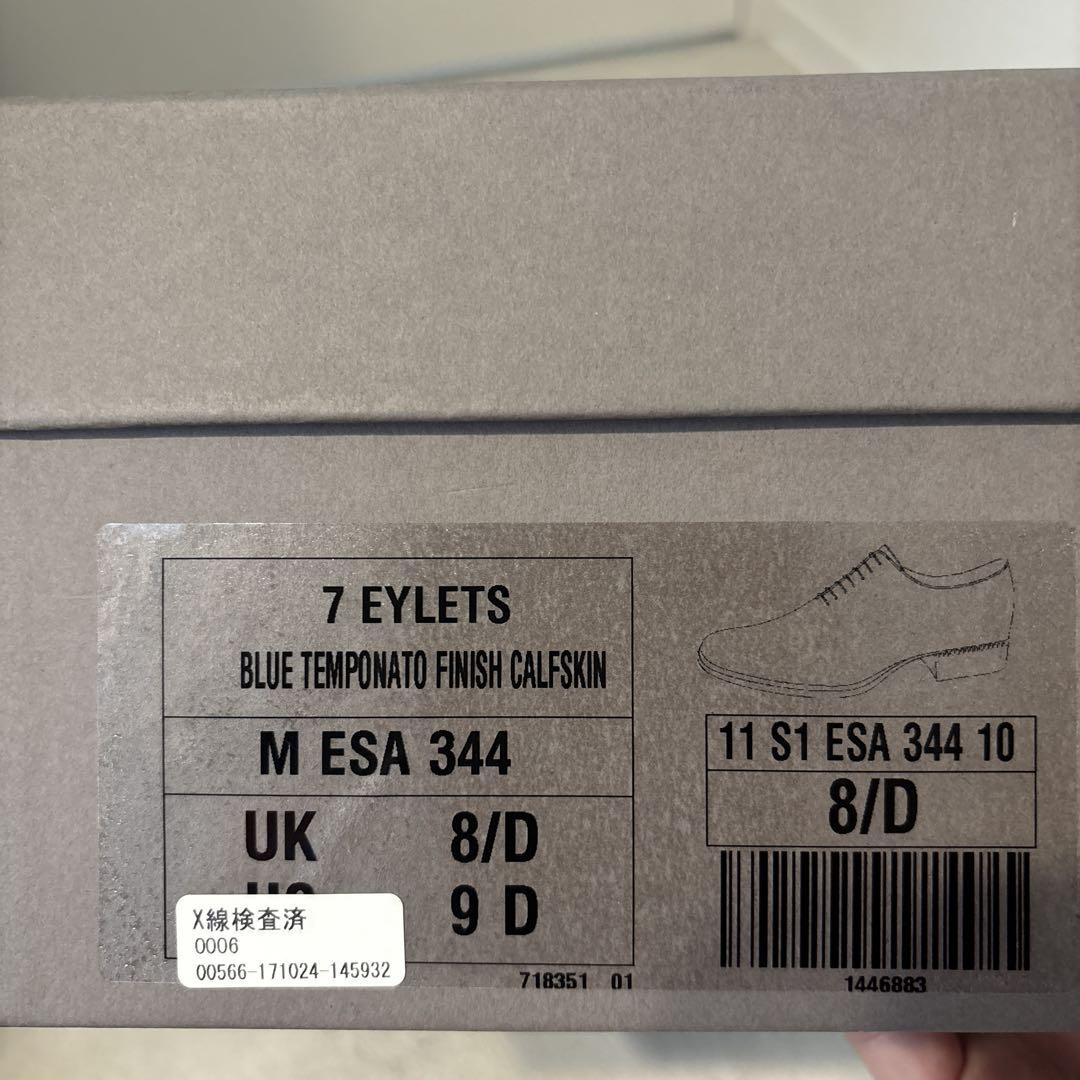 7 EYLETS
BLUE TEMPONATO FINISH CALFSKIN
M ESA 344
UK 8/D
US 9 D
X線検査済
0006
00566-171024-145932
718351 01
11 S1 ESA 344 10
8/D
1446883